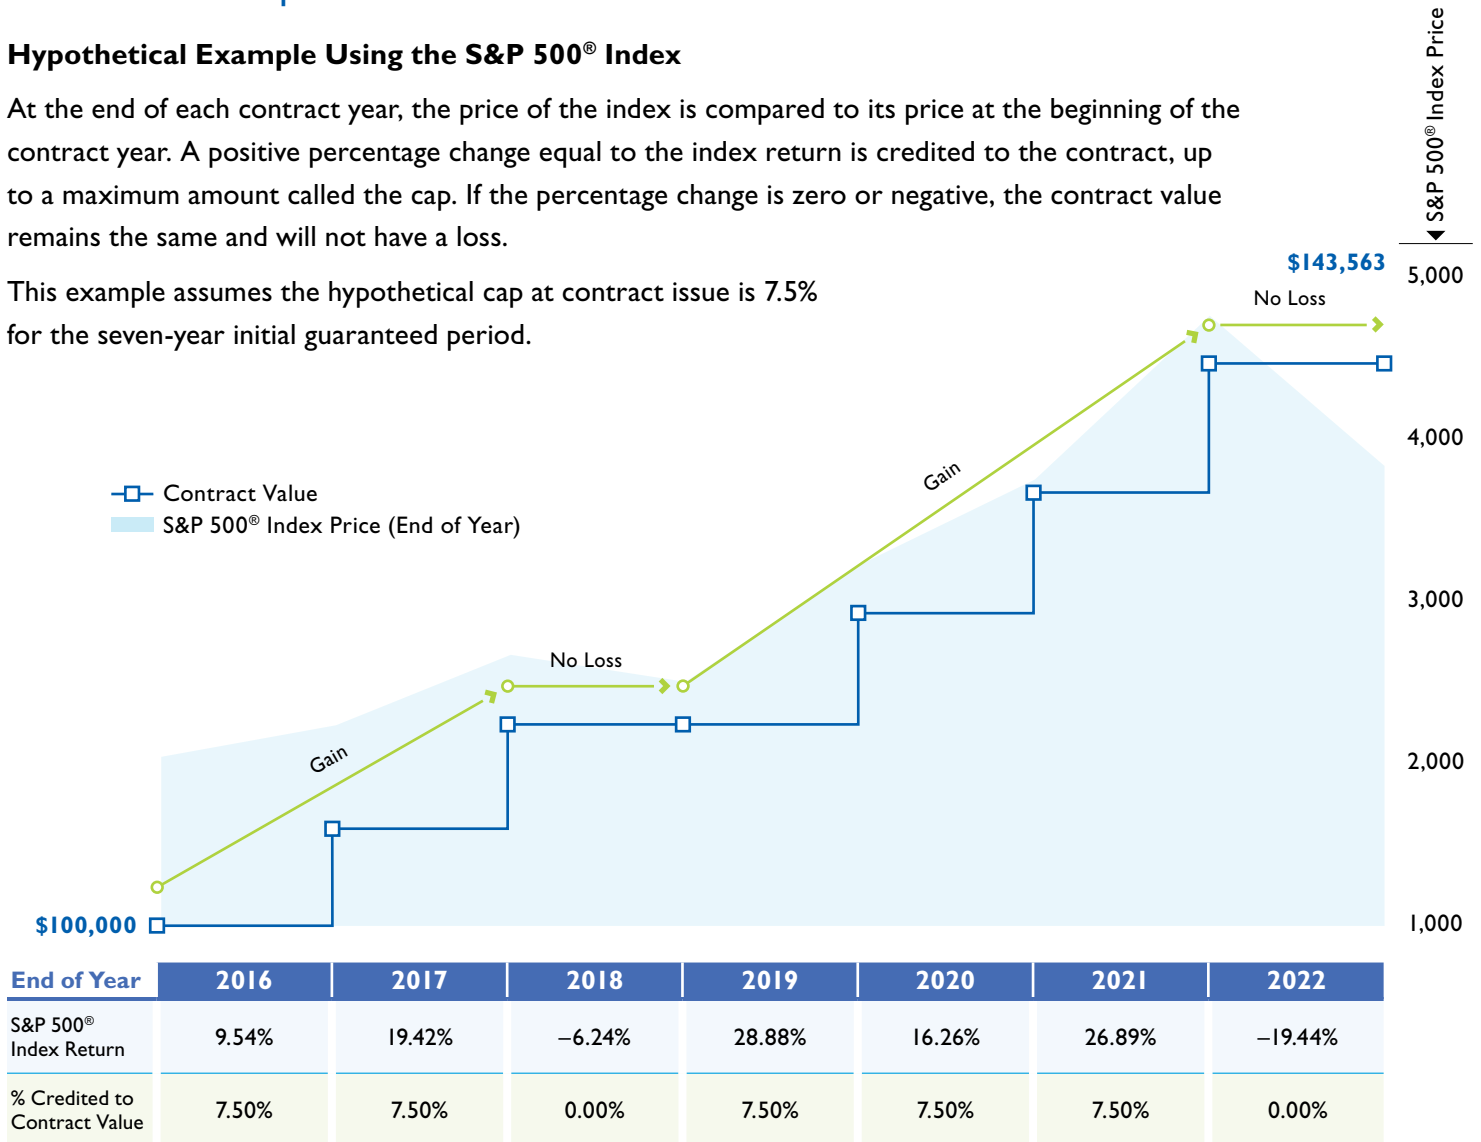 Hypothetical Example Using the S&P 500® Index
At the end of each contract year, the price of the index is compared to its price at the beginning of the
contract year. A positive percentage change equal to the index return is credited to the contract, up
to a maximum amount called the cap. If the percentage change is zero or negative, the contract value
remains the same and will not have a loss.
This example assumes the hypothetical cap at contract issue is 7.5%
for the seven-year initial guaranteed period.
S&P 500® Index Price
$143,563
5,000
No Loss
4,000
Gain
Contract Value
S&P 500® Index Price (End of Year)
3,000
No Loss
2,000
Gain
$100,000
1,000
End of Year 2016 2017 2018 2019 2020 2021 2022
S&P 500®
Index Return 9.54% 19.42% –6.24% 28.88% 16.26% 26.89% –19.44%
% Credited to
Contract Value 7.50% 7.50% 0.00% 7.50% 7.50% 7.50% 0.00%